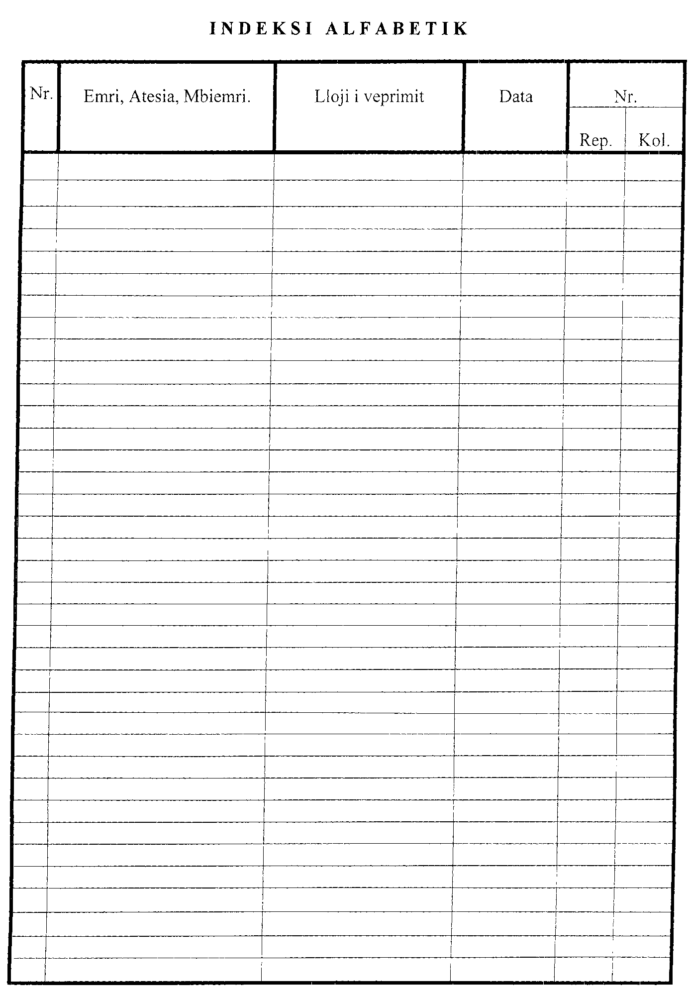 INDEKSI ALFABETIK
Nr. Emri, Atesia, Mbiemri. Lloji i veprimit Data Nr.
Rep. Kol.